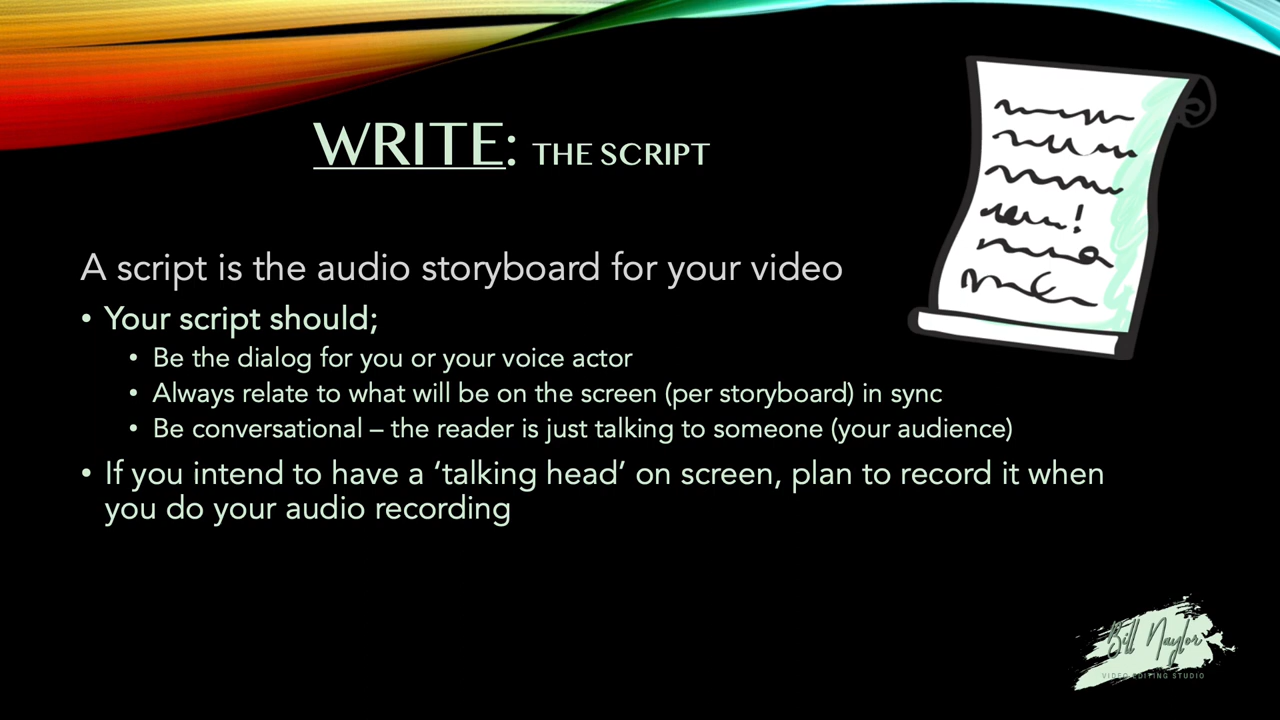 WRITE: THE SCRIPT
A script is the audio storyboard for your video
• Your script should;
• Be the dialog for you or your voice actor
• Always relate to what will be on the screen (per storyboard) in sync
• Be conversational – the reader is just talking to someone (your audience)
• If you intend to have a ‘talking head’ on screen, plan to record it when
you do your audio recording
Bill Naylor
VIDEO EDITING STUDIO